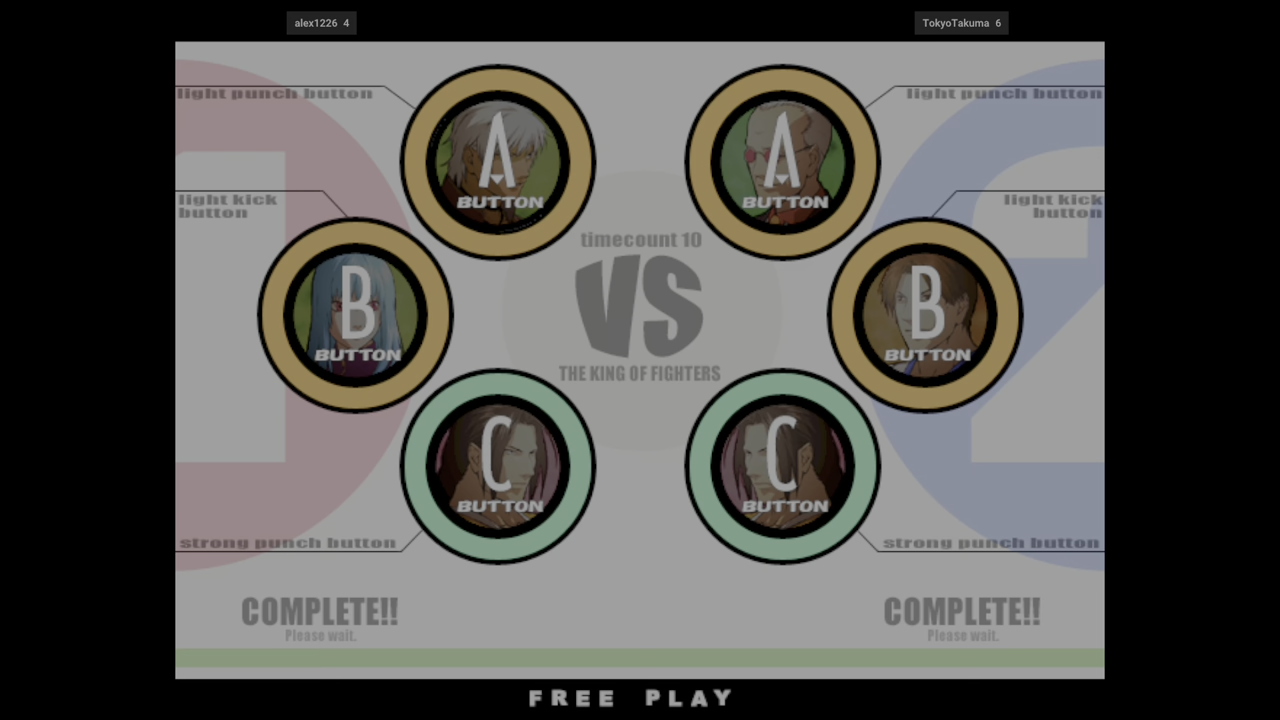 alex1226 4
TokyoTakuma 6
light punch button
light punch button
A
BUTTON
A
BUTTON
light kick
button
light kick
button
1
2
timecount 10
VS
THE KING OF FIGHTERS
B
BUTTON
B
BUTTON
C
BUTTON
C
BUTTON
strong punch button
strong punch button
COMPLETE!!
Please wait.
COMPLETE!!
Please wait.
FREE PLAY